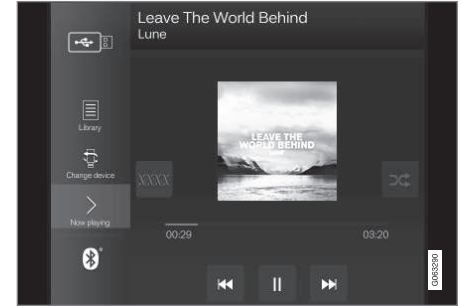 Leave The World Behind
Lune
Library
Change device
Now playing
LEAVE THE
WORLD BEHIND
LUNE
XXXX
00:29
03:20
G063290